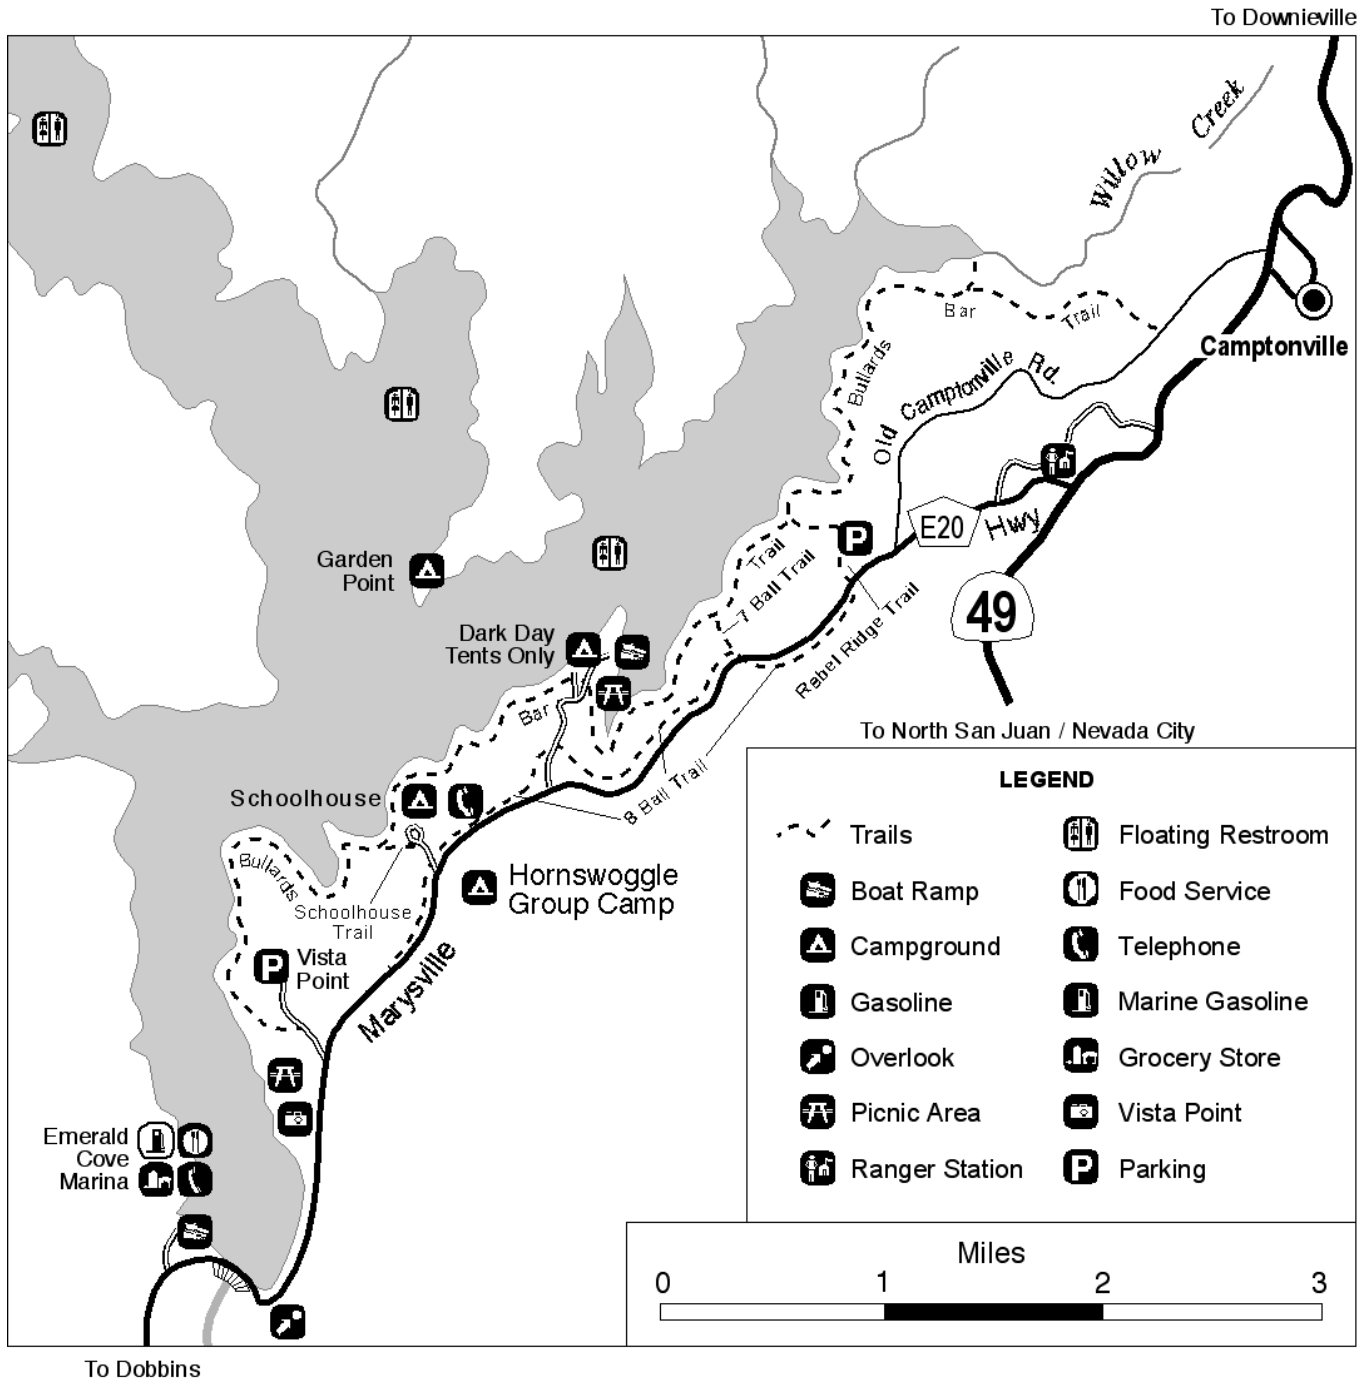 To Downieville
Willow Creek
Bar Trail
Camptonville
Bullards
Old Camptonville Rd.
E20
Hwy
49
Garden
Point
Trail
7 Ball Trail
Rebel Ridge Trail
Dark Day
Tents Only
Bar
To North San Juan / Nevada City
8 Ball Trail
Schoolhouse
Bullards
Hornswoggle
Group Camp
Schoolhouse
Trail
Vista
Point
Marysville
Emerald
Cove
Marina
To Dobbins
LEGEND
Trails
Floating Restroom
Boat Ramp
Food Service
Campground
Telephone
Gasoline
Marine Gasoline
Overlook
Grocery Store
Picnic Area
Vista Point
Ranger Station
Parking
P
P
P
Miles
0 1 2 3